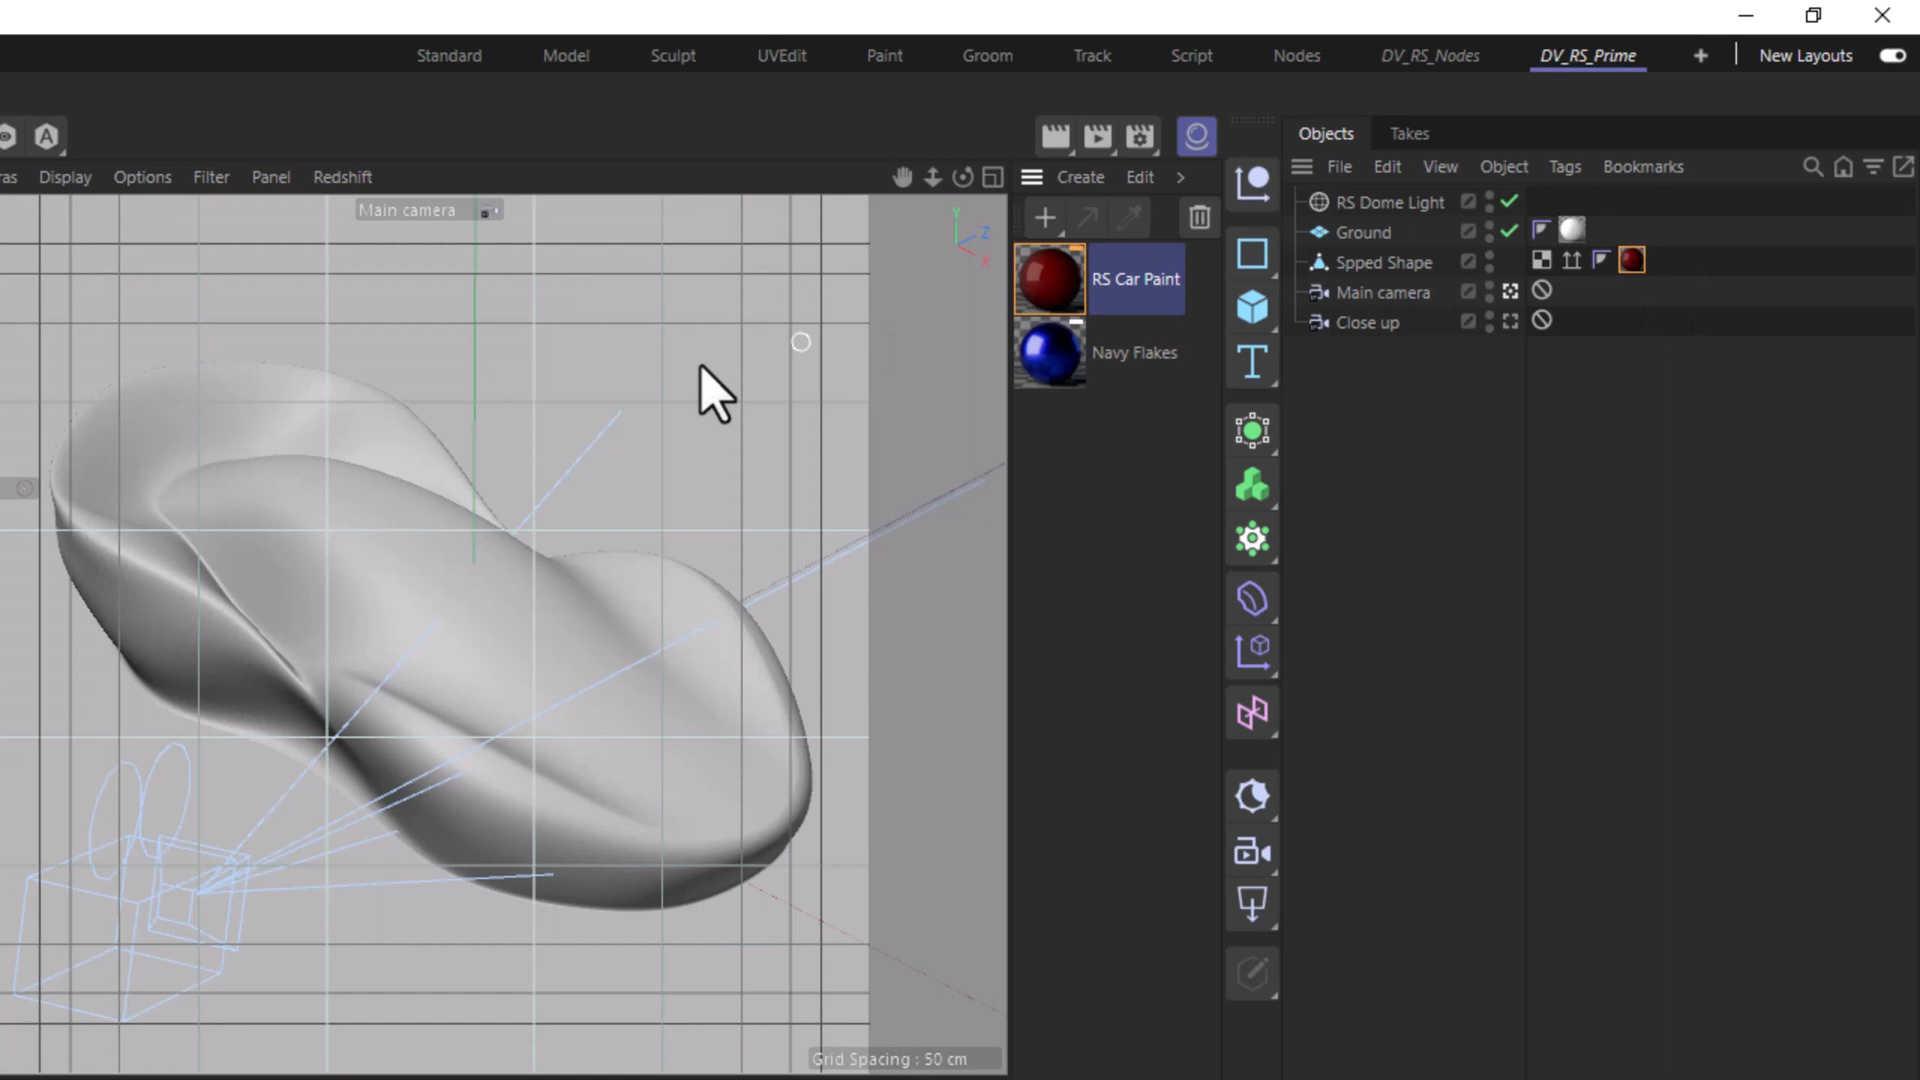 Standard Model Sculpt UVEdit Paint Groom Track Script Nodes DV_RS_Nodes DV_RS_Prime + New Layouts
A
Objects Takes
ras Display Options Filter Panel Redshift
Create Edit >
File Edit View Object Tags Bookmarks
Main camera
Y
Z
X
RS Car Paint
Navy Flakes
T
RS Dome Light
Ground
Spped Shape
Main camera
Close up
Grid Spacing : 50 cm